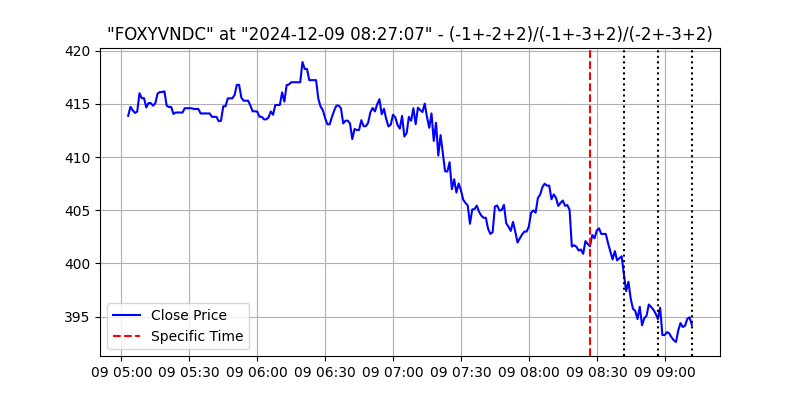 "FOXYVNDC" at "2024-12-09 08:27:07" - (-1+-2+2)/(-1+-3+2)/(-2+-3+2)
420
415
410
405
400
395
Close Price
Specific Time
09 05:00 09 05:30 09 06:00 09 06:30 09 07:00 09 07:30 09 08:00 09 08:30 09 09:00